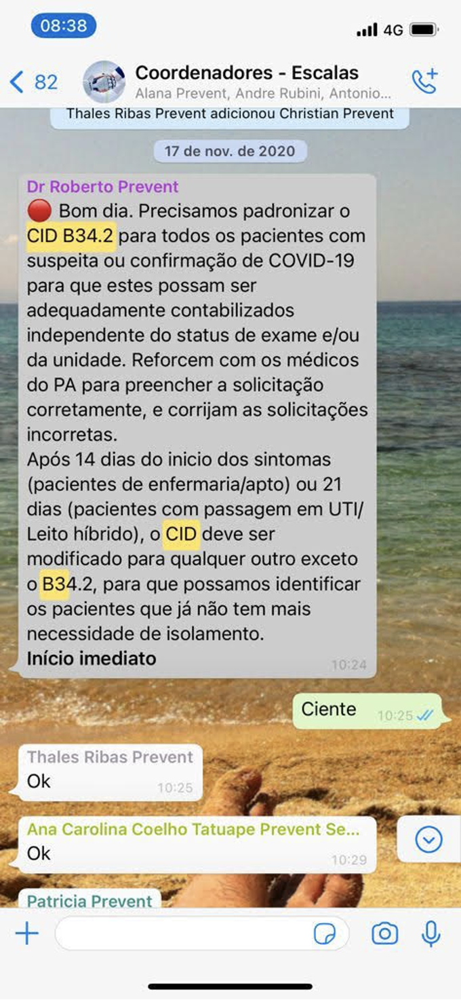 08:38
4G
82
Coordenadores - Escalas
Alana Prevent, Andre Rubini, Antonio...
Thales Ribas Prevent adicionou Christian Prevent
17 de nov. de 2020
Dr Roberto Prevent
🔴 Bom dia. Precisamos padronizar o
CID B34.2 para todos os pacientes com
suspeita ou confirmação de COVID-19
para que estes possam ser
adequadamente contabilizados
independente do status de exame e/ou
da unidade. Reforcem com os médicos
do PA para preencher a solicitação
corretamente, e corrijam as solicitações
incorretas.
Após 14 dias do inicio dos sintomas
(pacientes de enfermaria/apto) ou 21
dias (pacientes com passagem em UTI/
Leito híbrido), o CID deve ser
modificado para qualquer outro exceto
o B34.2, para que possamos identificar
os pacientes que já não tem mais
necessidade de isolamento.
Início imediato
10:24
Ciente
10:25
Thales Ribas Prevent
Ok
10:25
Ana Carolina Coelho Tatuape Prevent Se...
Ok
10:29
Patricia Prevent